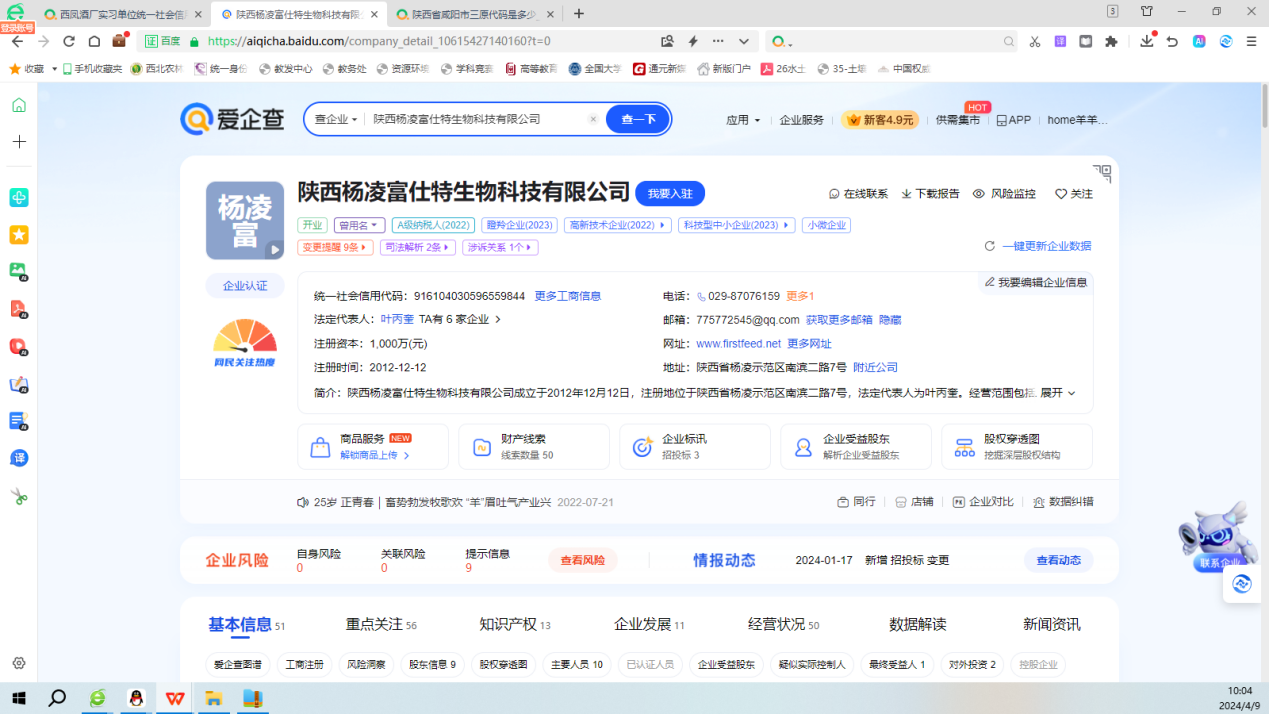 西凤酒厂实习单位统一社会信
陕西杨凌富仕特生物科技有限
陕西省咸阳市三原代码是多少_
3
登录账号
证 百度 https://aiqicha.baidu.com/company_detail_10615427140160?t=0
收藏 手机收藏夹 西北农林 统一身份 教发中心 教务处 资源环境 学科竞赛 高等教育 全国大学 通元新媒 新版门户 26水土 35-土壤 中国权威
爱企查
查企业 陕西杨凌富仕特生物科技有限公司 查一下
应用 企业服务 新客4.9元 供需集市 HOT APP home羊羊...
杨凌
富
陕西杨凌富仕特生物科技有限公司 我要入驻
在线联系 下载报告 风险监控 关注
开业 曾用名 A级纳税人(2022) 瞪羚企业(2023) 高新技术企业(2022) 科技型中小企业(2023) 小微企业
变更提醒 9条 司法解析 2条 涉诉关系 1个
一键更新企业数据
企业认证
网民关注热度
我要编辑企业信息
统一社会信用代码：916104030596559844 更多工商信息
电话：029-87076159 更多1
法定代表人：叶丙奎 TA有 6 家企业
邮箱：775772545@qq.com 获取更多邮箱 隐藏
注册资本：1,000万(元)
网址：www.firstfeed.net 更多网址
注册时间：2012-12-12
地址：陕西省杨凌示范区南滨二路7号 附近公司
简介：陕西杨凌富仕特生物科技有限公司成立于2012年12月12日，注册地位于陕西省杨凌示范区南滨二路7号，法定代表人为叶丙奎。经营范围包括 展开
商品服务 NEW
解锁商品上传
财产线索
线索数量 50
企业标讯
招投标 3
企业受益股东
解析企业受益股东
股权穿透图
挖掘深层股权结构
25岁 正青春｜畜势勃发牧歌欢 “羊”眉吐气产业兴 2022-07-21
同行 店铺 PK 企业对比 数据纠错
联系企业
企业风险
自身风险
0
关联风险
0
提示信息
9
查看风险
情报动态 2024-01-17 新增 招投标 变更 查看动态
基本信息 51 重点关注 56 知识产权 13 企业发展 11 经营状况 50 数据解读 新闻资讯
爱企查图谱 工商注册 风险洞察 股东信息 9 股权穿透图 主要人员 10 已认证人员 企业受益股东 疑似实际控制人 最终受益人 1 对外投资 2 控股企业
10:04
2024/4/9